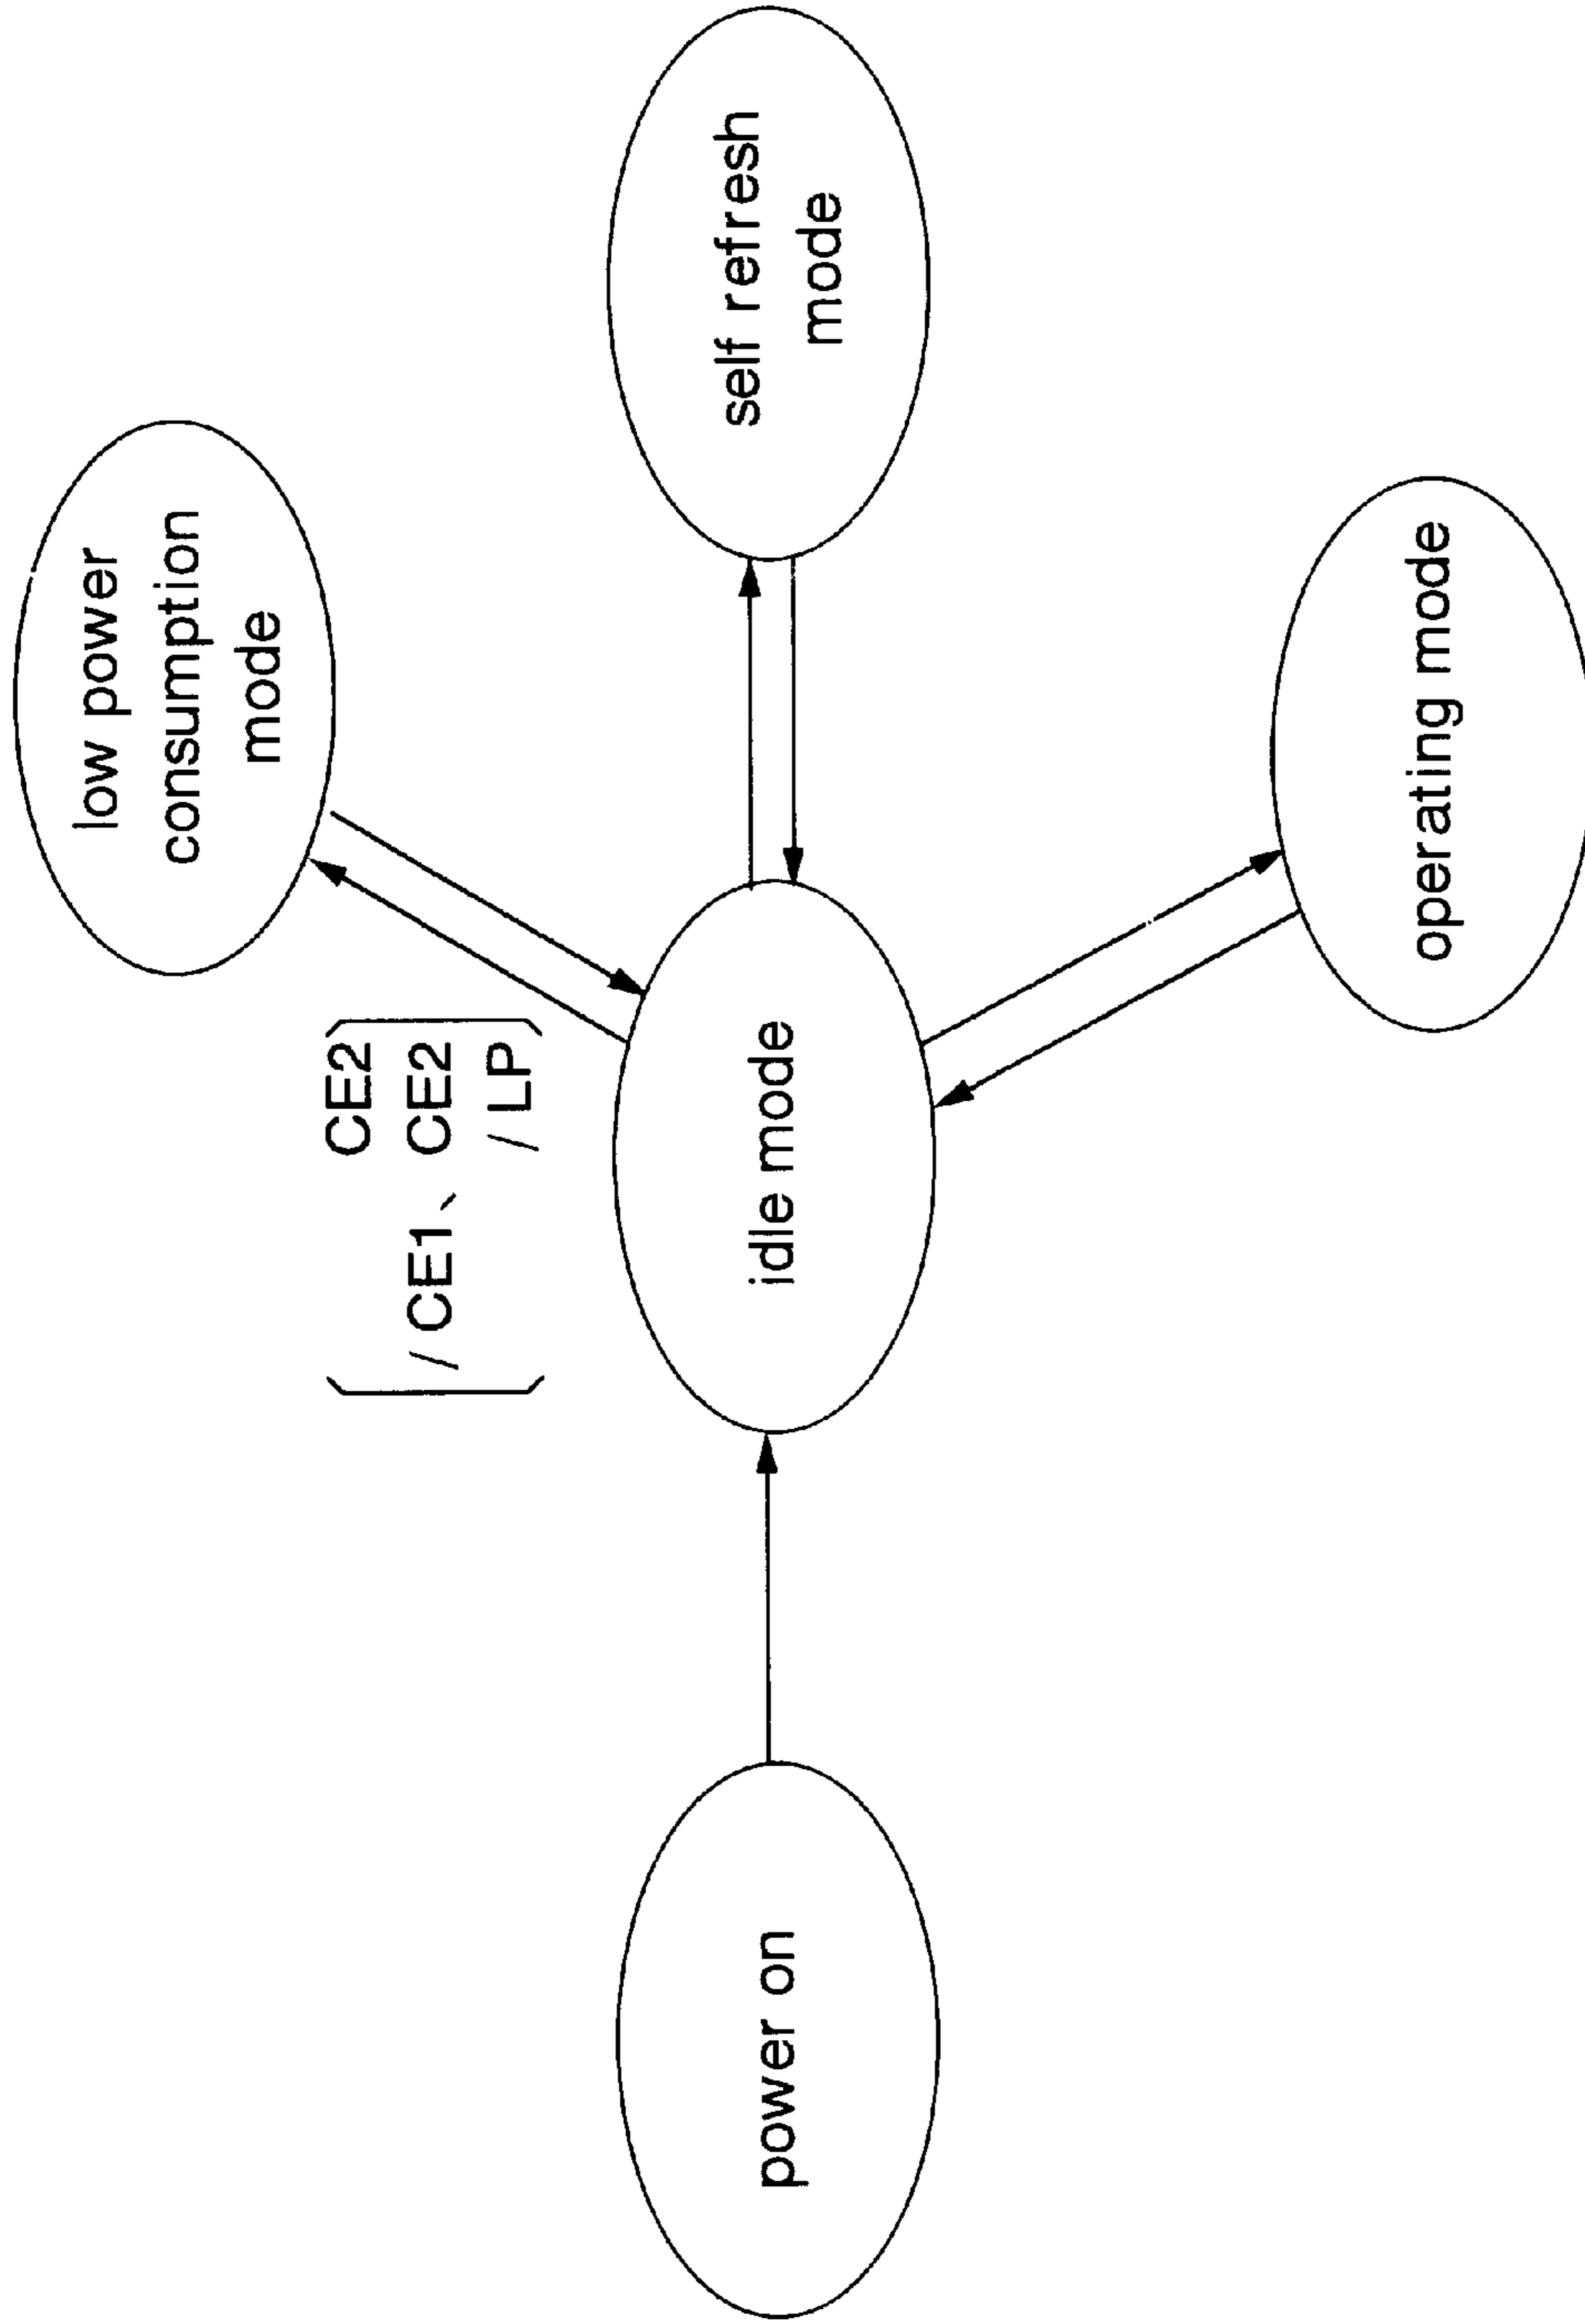 low power
consumption
mode
CE2
/CE1、CE2
/LP
power on
idle mode
self refresh
mode
operating mode